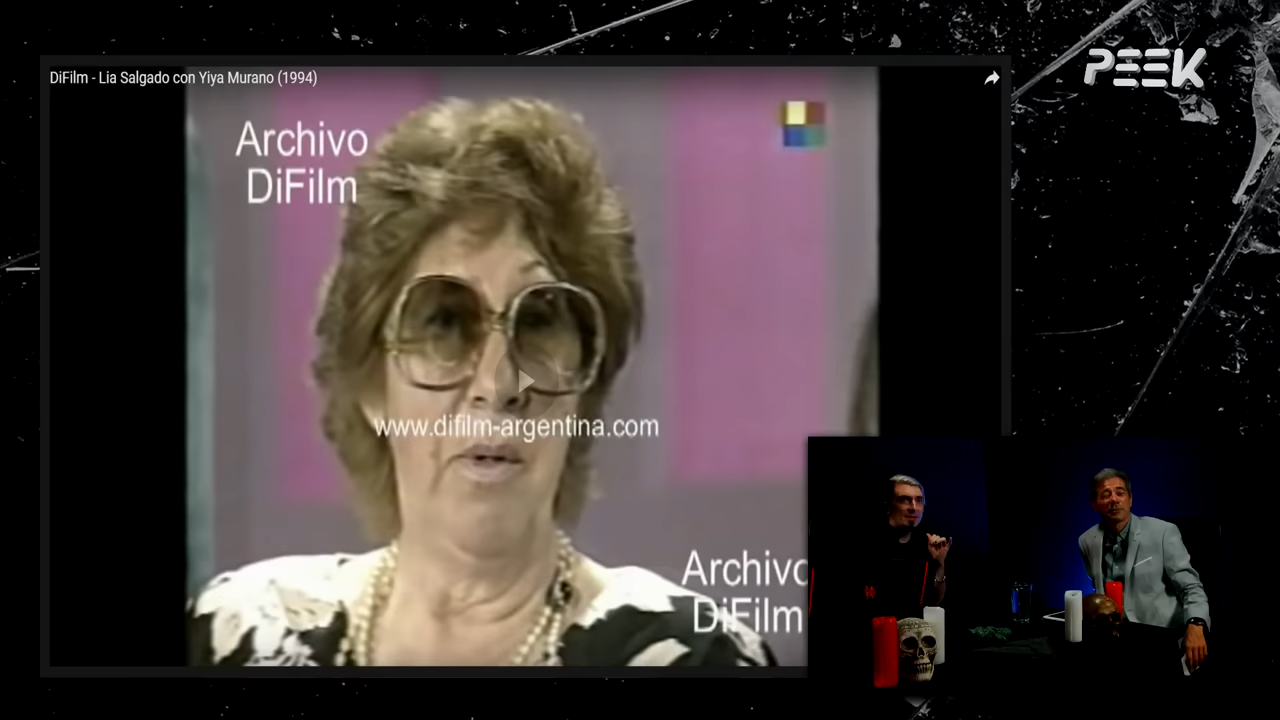 DiFilm - Lia Salgado con Yiya Murano (1994)
PEEK
Archivo
DiFilm
www.difilm-argentina.com
Archivo
DiFilm